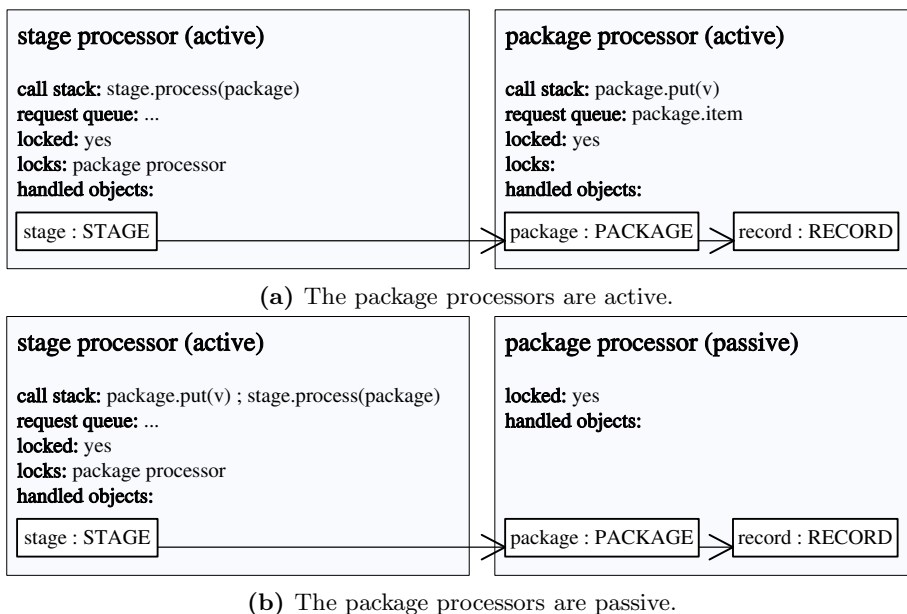 stage processor (active)
call stack: stage.process(package)
request queue: ...
locked: yes
locks: package processor
handled objects:
stage : STAGE
package processor (active)
call stack: package.put(v)
request queue: package.item
locked: yes
locks:
handled objects:
package : PACKAGE
record : RECORD
(a) The package processors are active.
stage processor (active)
call stack: package.put(v) ; stage.process(package)
request queue: ...
locked: yes
locks: package processor
handled objects:
stage : STAGE
package processor (passive)
locked: yes
handled objects:
package : PACKAGE
record : RECORD
(b) The package processors are passive.